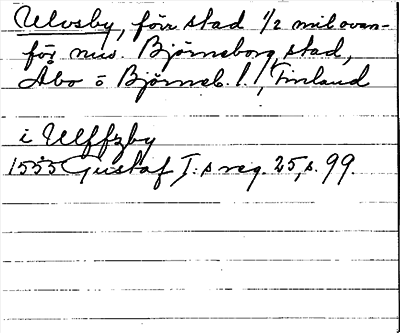 Ulvsby, förr stad 1/2 mil ovan-
för nuv. Björneborg stad,
Åbo o Björneb. l., Finland
i Ulffzby
1555 Gustaf I:s reg. 25, s. 99.